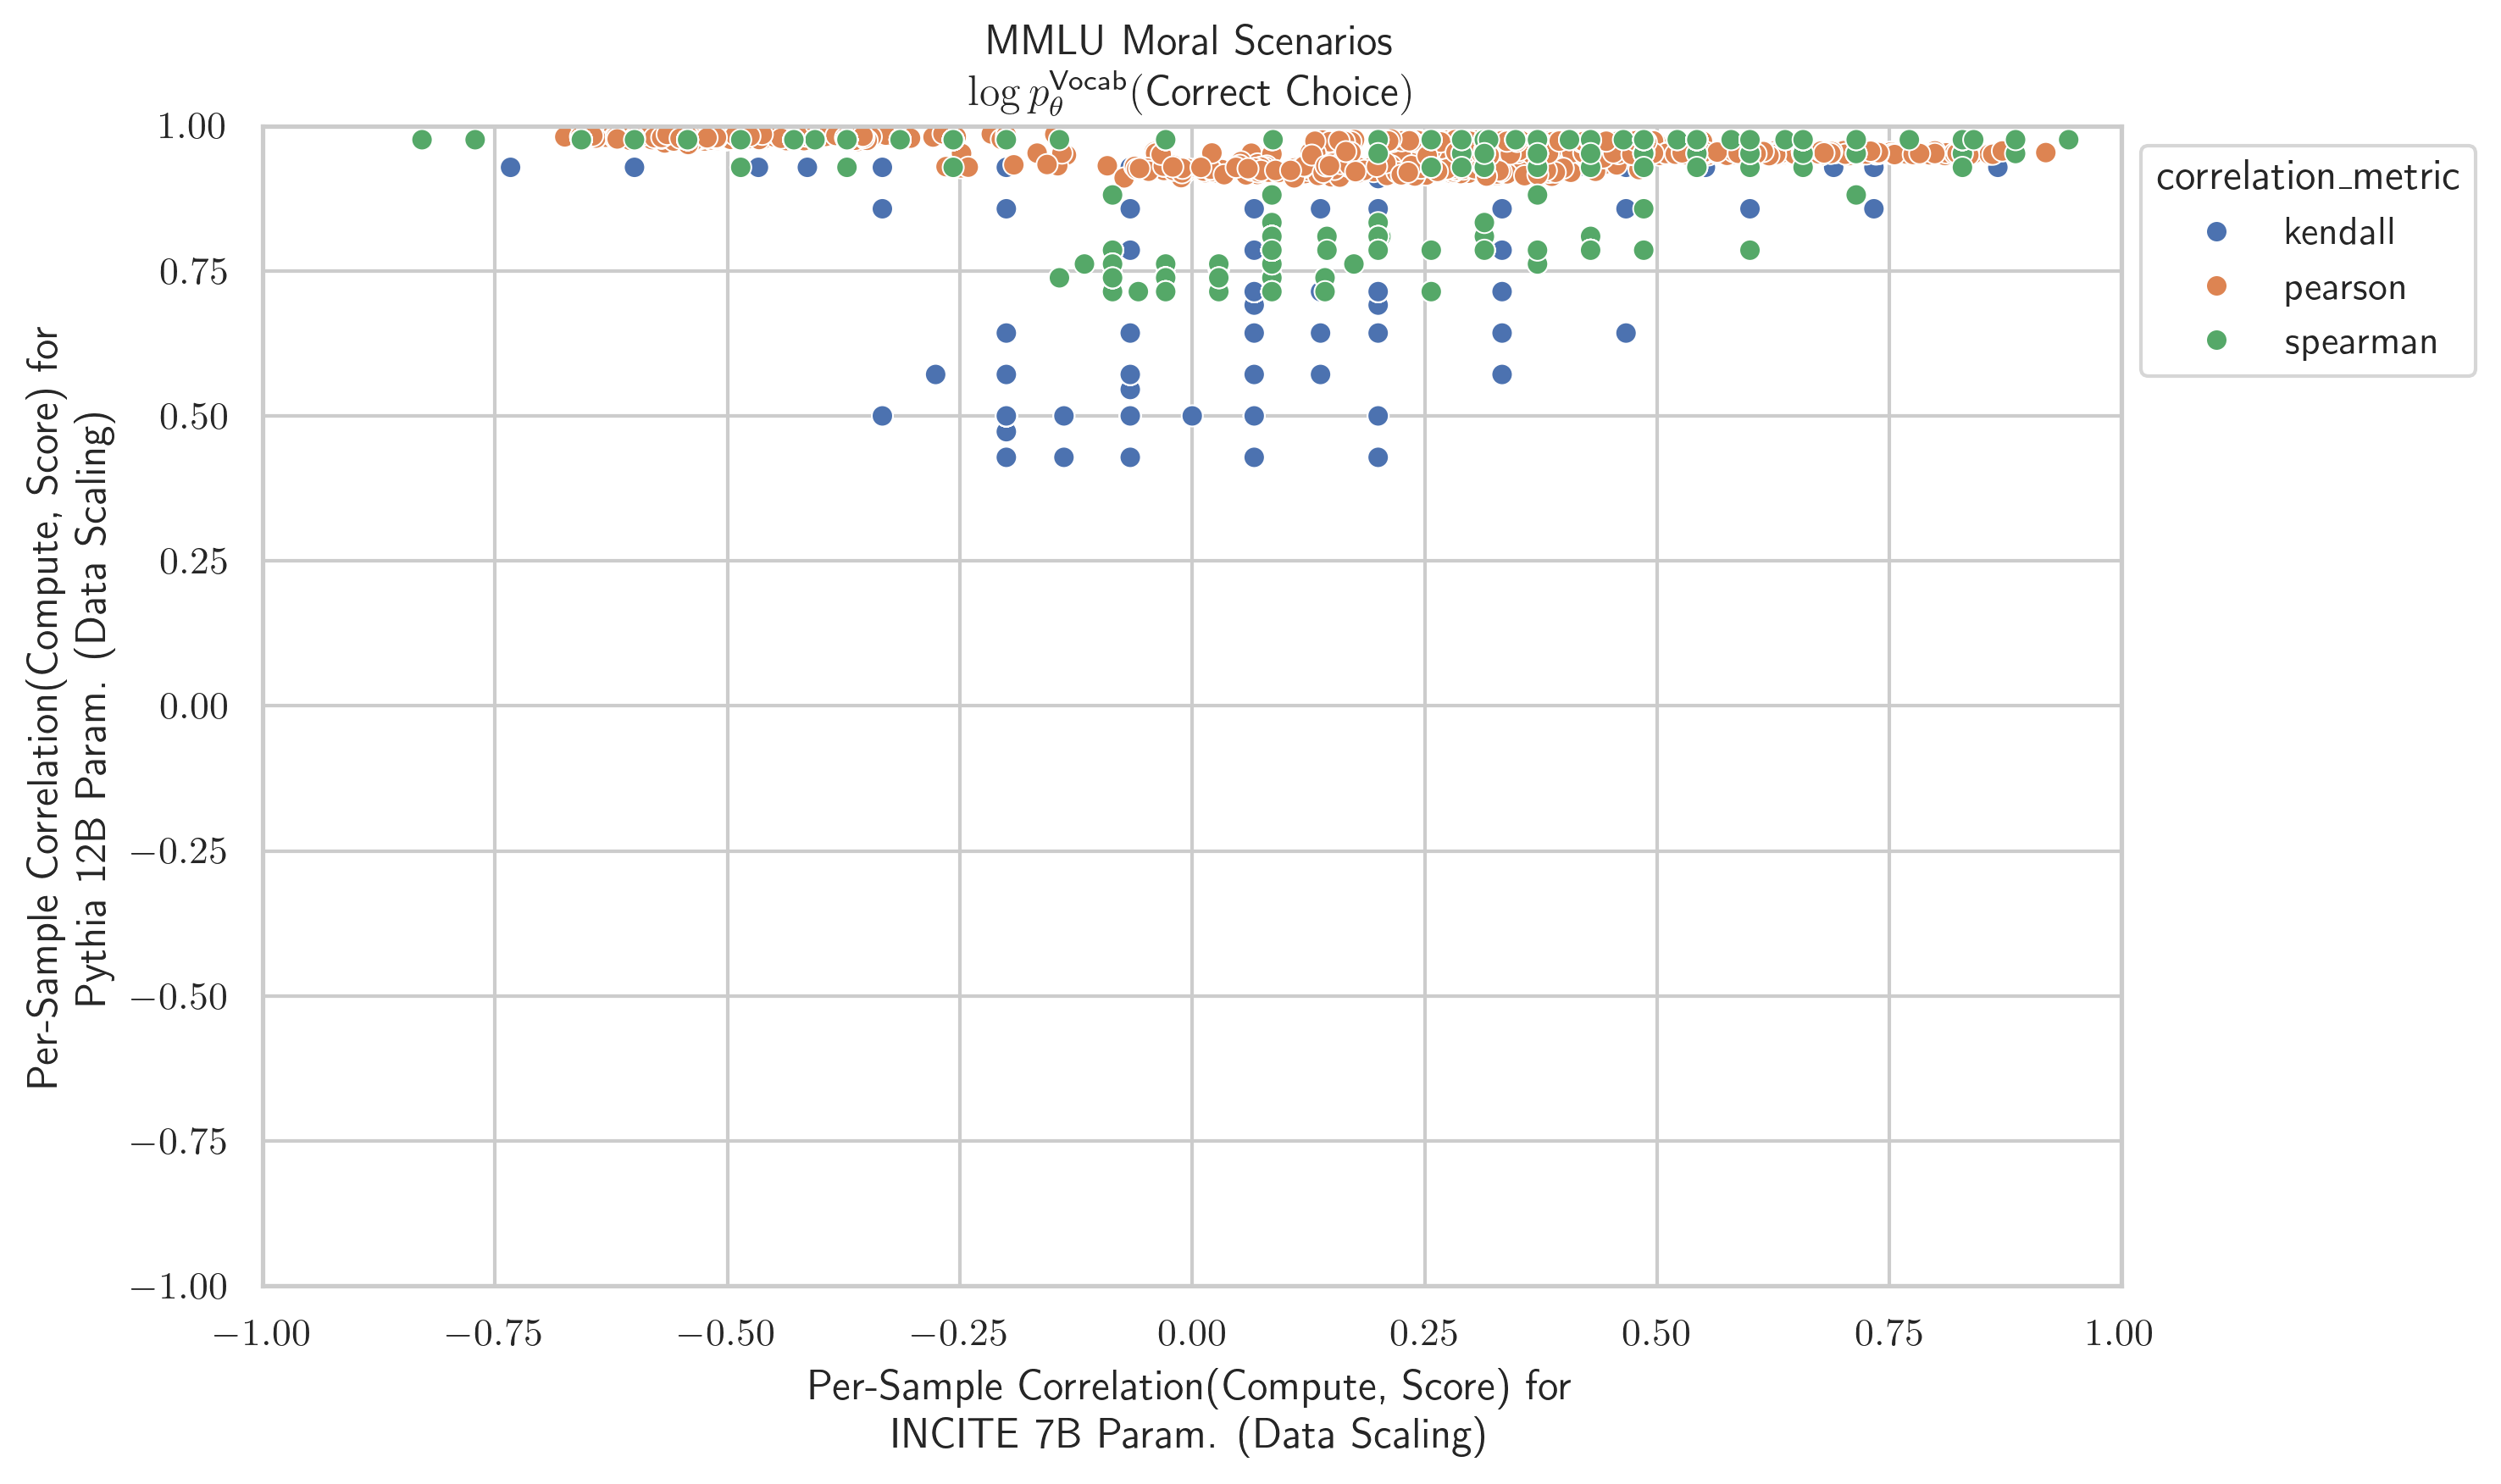 MMLU Moral Scenarios
log p_θ^Vocab(Correct Choice)
1.00
0.75
0.50
0.25
0.00
−0.25
−0.50
−0.75
−1.00
Per-Sample Correlation(Compute, Score) for
Pythia 12B Param. (Data Scaling)
−1.00 −0.75 −0.50 −0.25 0.00 0.25 0.50 0.75 1.00
Per-Sample Correlation(Compute, Score) for
INCITE 7B Param. (Data Scaling)
correlation_metric
kendall
pearson
spearman